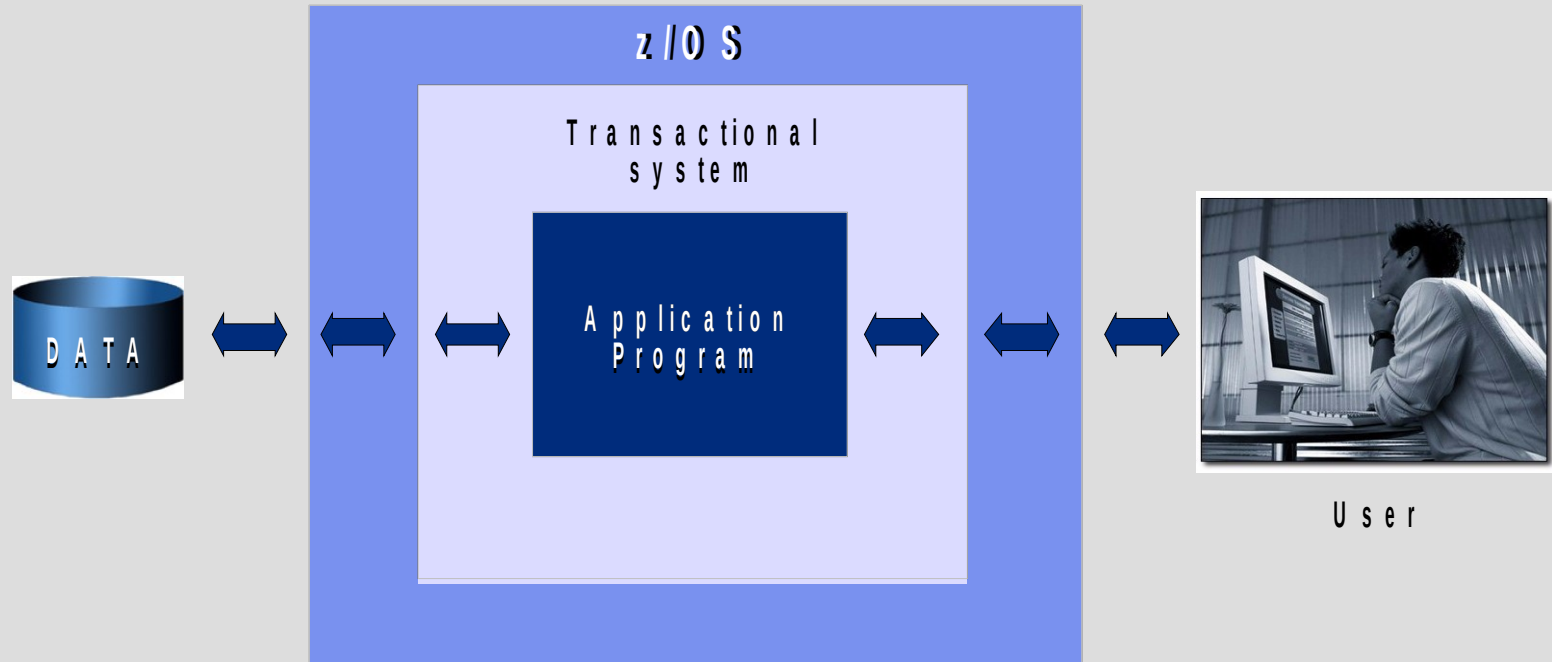 z/OS
Transactional
system
Application
Program
DATA
User